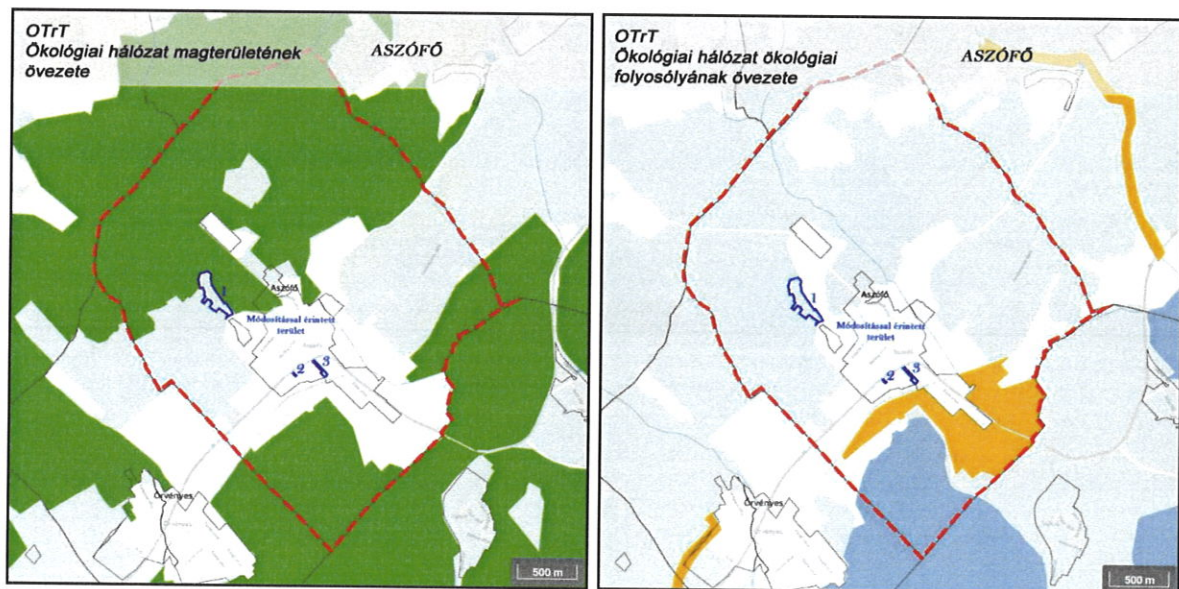 OTrT
Ökológiai hálózat magterületének
övezete
ASZÓFŐ
1
Aszófő
Módosítással érintett
terület
2
3
Örvényes
500 m
OTrT
Ökológiai hálózat ökológiai
folyosólyának övezete
ASZÓFŐ
1
Aszófő
Módosítással érintett
terület
2
3
Örvényes
500 m